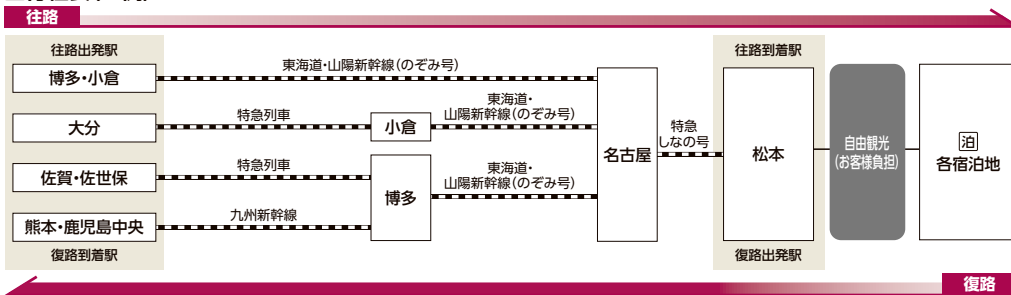 往路
往路出発駅
博多・小倉
東海道・山陽新幹線(のぞみ号)
大分
特急列車
小倉
東海道・
山陽新幹線(のぞみ号)
佐賀・佐世保
特急列車
博多
東海道・
山陽新幹線(のぞみ号)
熊本・鹿児島中央
九州新幹線
復路到着駅
名古屋
特急
しなの号
往路到着駅
松本
復路出発駅
自由観光
(お客様負担)
泊
各宿泊地
復路